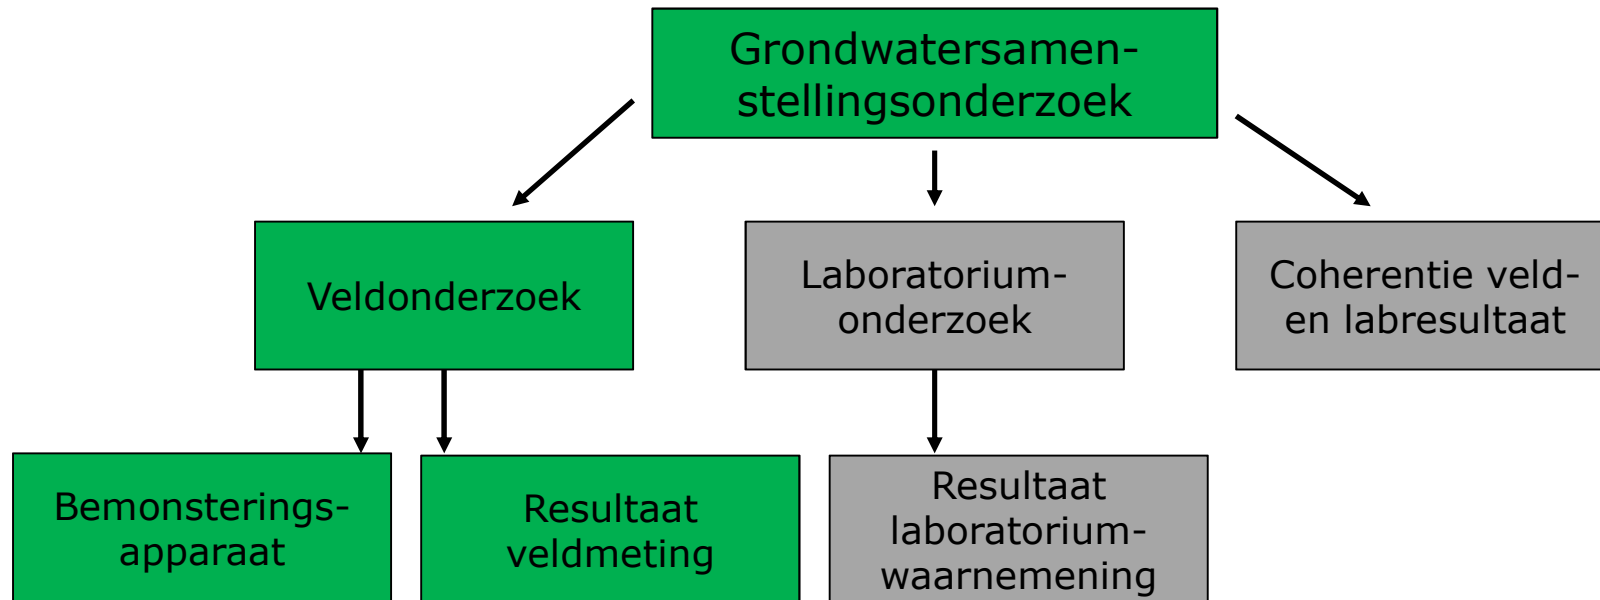 Grondwatersamen-
stellingsonderzoek
Veldonderzoek
Laboratorium-
onderzoek
Coherentie veld-
en labresultaat
Bemonsterings-
apparaat
Resultaat
veldmeting
Resultaat
laboratorium-
waarnemening